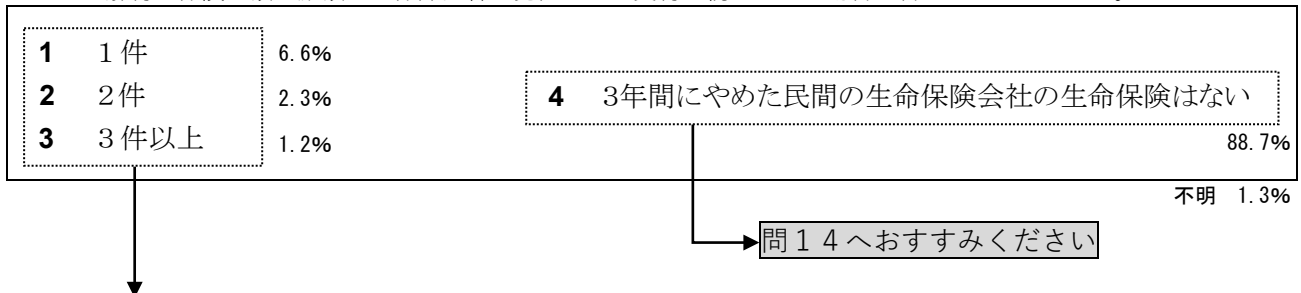 1 １件 6.6%
2 ２件 2.3%
4 3年間にやめた民間の生命保険会社の生命保険はない
3 ３件以上 1.2%
88.7%
不明 1.3%
問１４へおすすみください